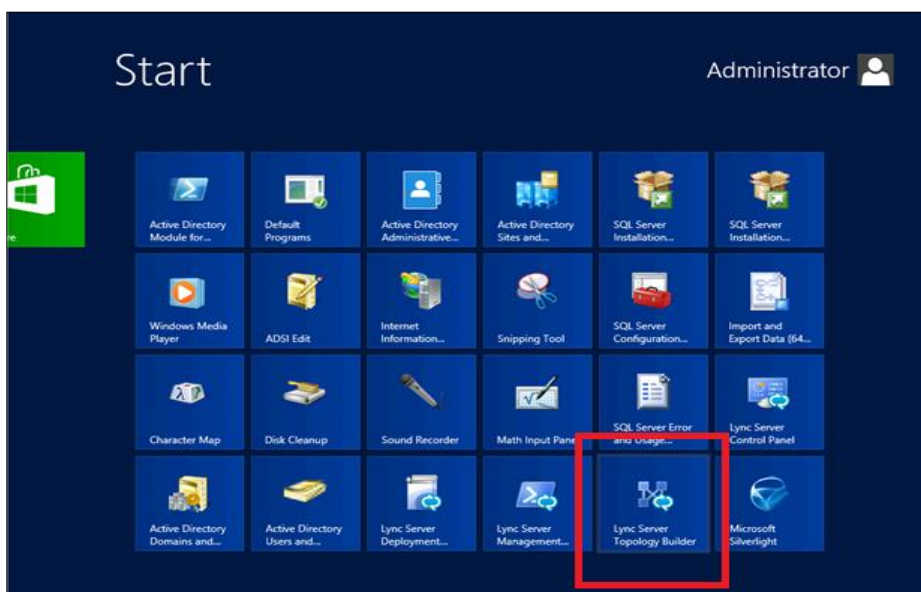 Start
Administrator
re
Active Directory
Module for...
Default
Programs
Active Directory
Administrative...
Active Directory
Sites and...
SQL Server
Installation...
SQL Server
Installation...
Windows Media
Player
ADSI Edit
Internet
Information...
Snipping Tool
SQL Server
Configuration...
Import and
Export Data (64...
Character Map
Disk Cleanup
Sound Recorder
Math Input Pane
SQL Server Error
and Usage...
Lync Server
Control Panel
Active Directory
Domains and...
Active Directory
Users and...
Lync Server
Deployment...
Lync Server
Management...
Lync Server
Topology Builder
Microsoft
Silverlight